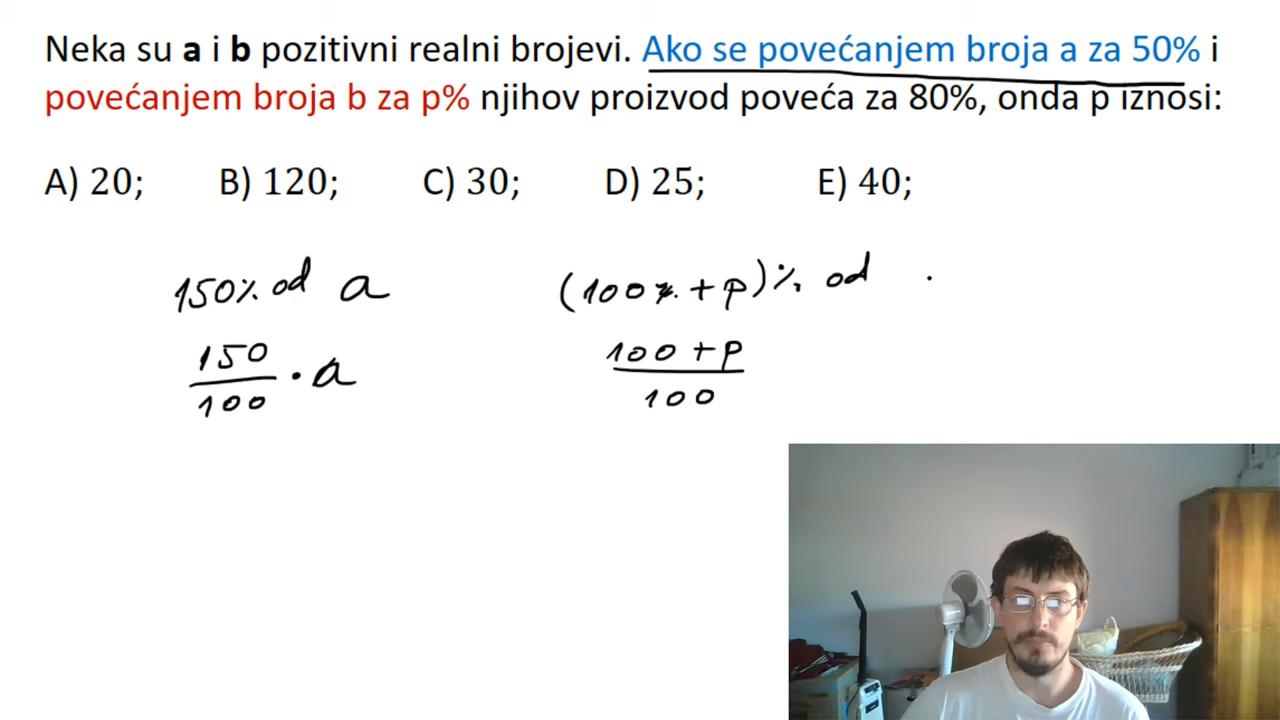 Neka su a i b pozitivni realni brojevi. Ako se povećanjem broja a za 50% i
povećanjem broja b za p% njihov proizvod poveća za 80%, onda p iznosi:
A) 20; B) 120; C) 30; D) 25; E) 40;
150% od a (100%+p)% od
150/100 · a 100+p/100